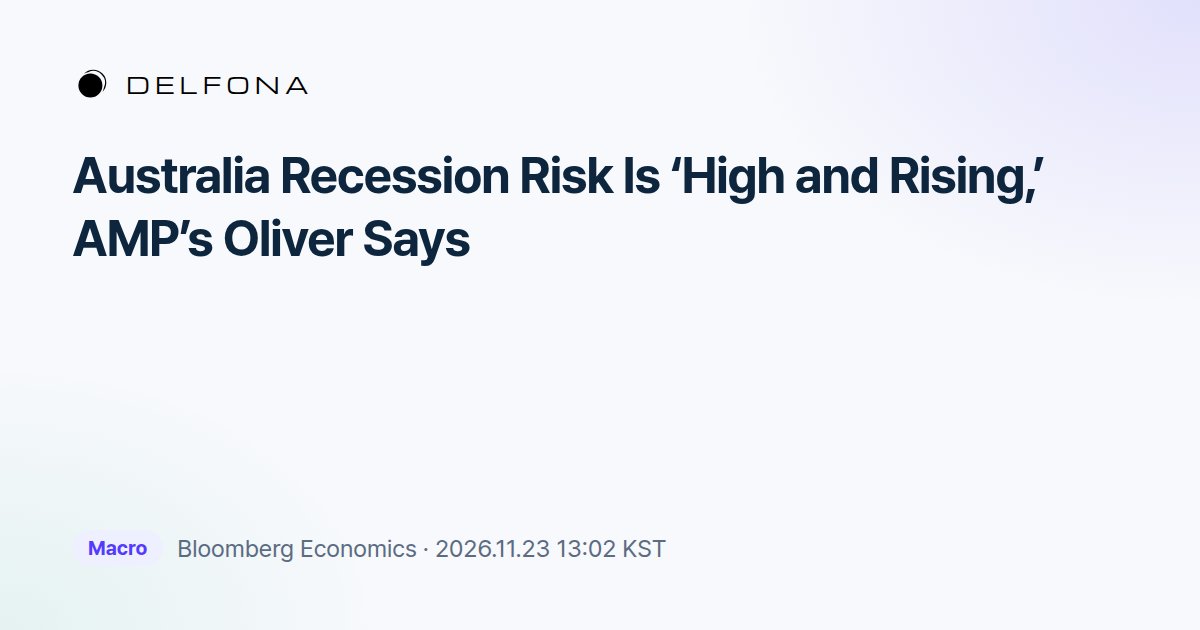 DELFONA
Australia Recession Risk Is ‘High and Rising,’
AMP’s Oliver Says
Macro Bloomberg Economics · 2026.11.23 13:02 KST